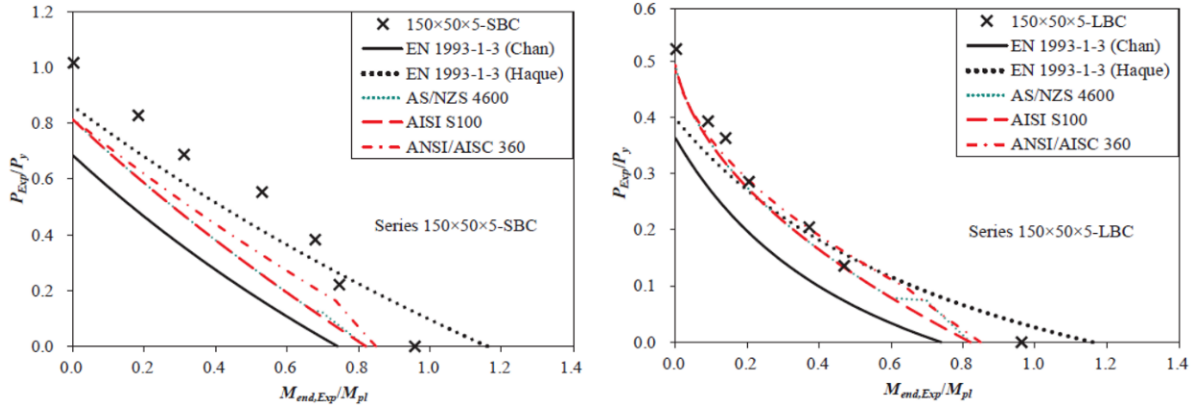 1.2
1.0
0.8
0.6
0.4
0.2
0.0
P_Exp/P_y
150×50×5-SBC
EN 1993-1-3 (Chan)
EN 1993-1-3 (Haque)
AS/NZS 4600
AISI S100
ANSI/AISC 360
Series 150×50×5-SBC
0.0 0.2 0.4 0.6 0.8 1.0 1.2 1.4
M_end,Exp/M_pl
0.6
0.5
0.4
0.3
0.2
0.1
0.0
P_Exp/P_y
150×50×5-LBC
EN 1993-1-3 (Chan)
EN 1993-1-3 (Haque)
AS/NZS 4600
AISI S100
ANSI/AISC 360
Series 150×50×5-LBC
0.0 0.2 0.4 0.6 0.8 1.0 1.2 1.4
M_end,Exp/M_pl